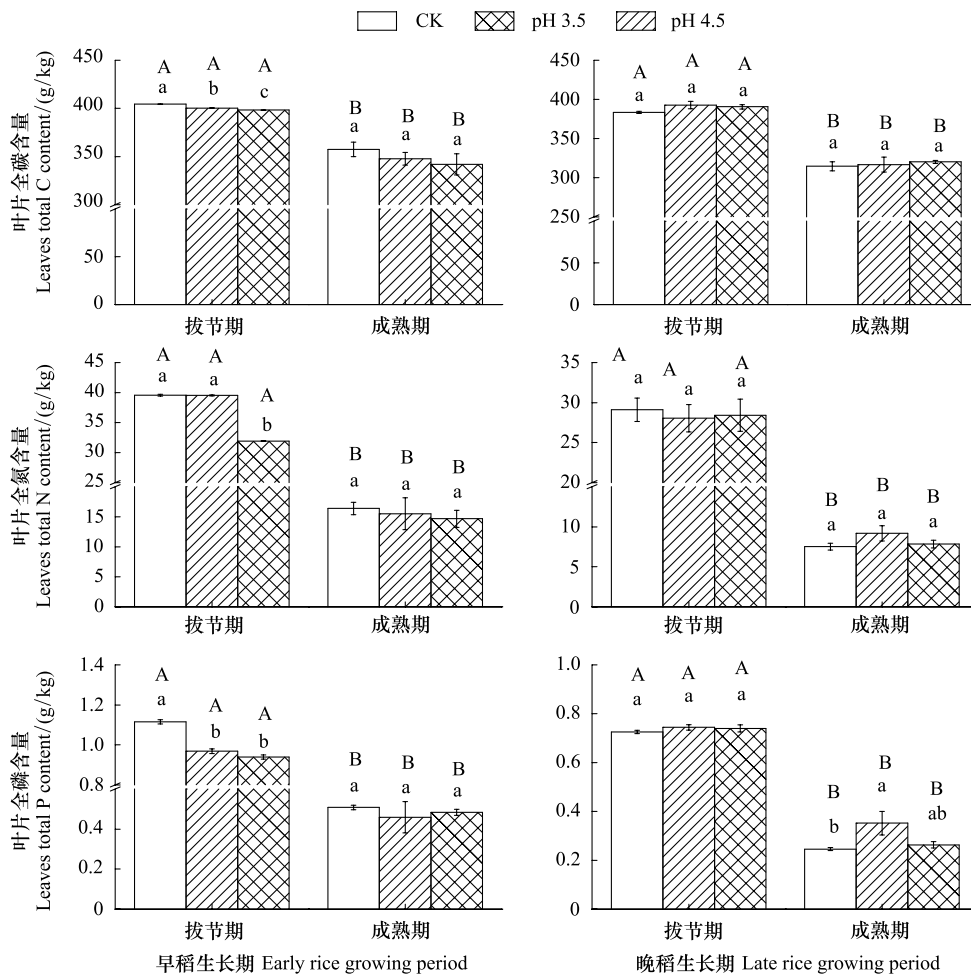 CK pH 3.5 pH 4.5
叶片全碳含量
Leaves total C content/(g/kg)
450
400
350
300
50
0
A A A
a b c
B B B
a a a
拔节期 成熟期
450
400
350
300
250
50
0
A A A
a a a
B B B
a a a
拔节期 成熟期
叶片全氮含量
Leaves total N content/(g/kg)
45
40
35
30
25
15
10
5
0
A A A
a a b
B B B
a a a
拔节期 成熟期
35
30
25
20
15
10
5
0
A A A
a a a
B B B
a a a
拔节期 成熟期
叶片全磷含量
Leaves total P content/(g/kg)
1.4
1.2
1.0
0.8
0.4
0.2
0
A A A
a b b
B B B
a a a
拔节期 成熟期
1.0
0.8
0.6
0.4
0.2
0
A A A
a a a
B B B
b a ab
拔节期 成熟期
早稻生长期 Early rice growing period
晚稻生长期 Late rice growing period